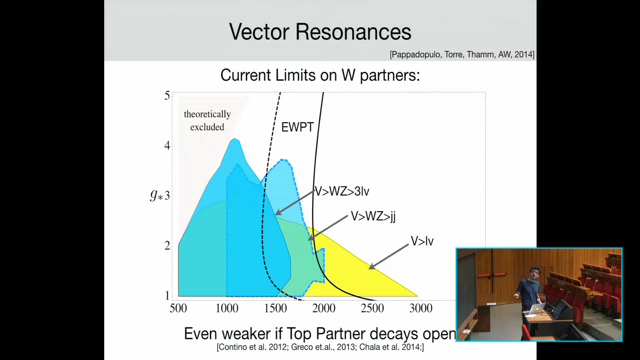 Vector Resonances
[Pappadopulo, Torre, Thamm, AW, 2014]
Current Limits on W partners:
5
theoretically
excluded
EWPT
4
g*3
V>WZ>3lv
V>WZ>jj
2
V>lv
1
500
1000
1500
2000
3000
Even weaker if Top Partner decays open
[Contino et al. 2012; Greco et.al., 2013; Chala et al. 2014;]